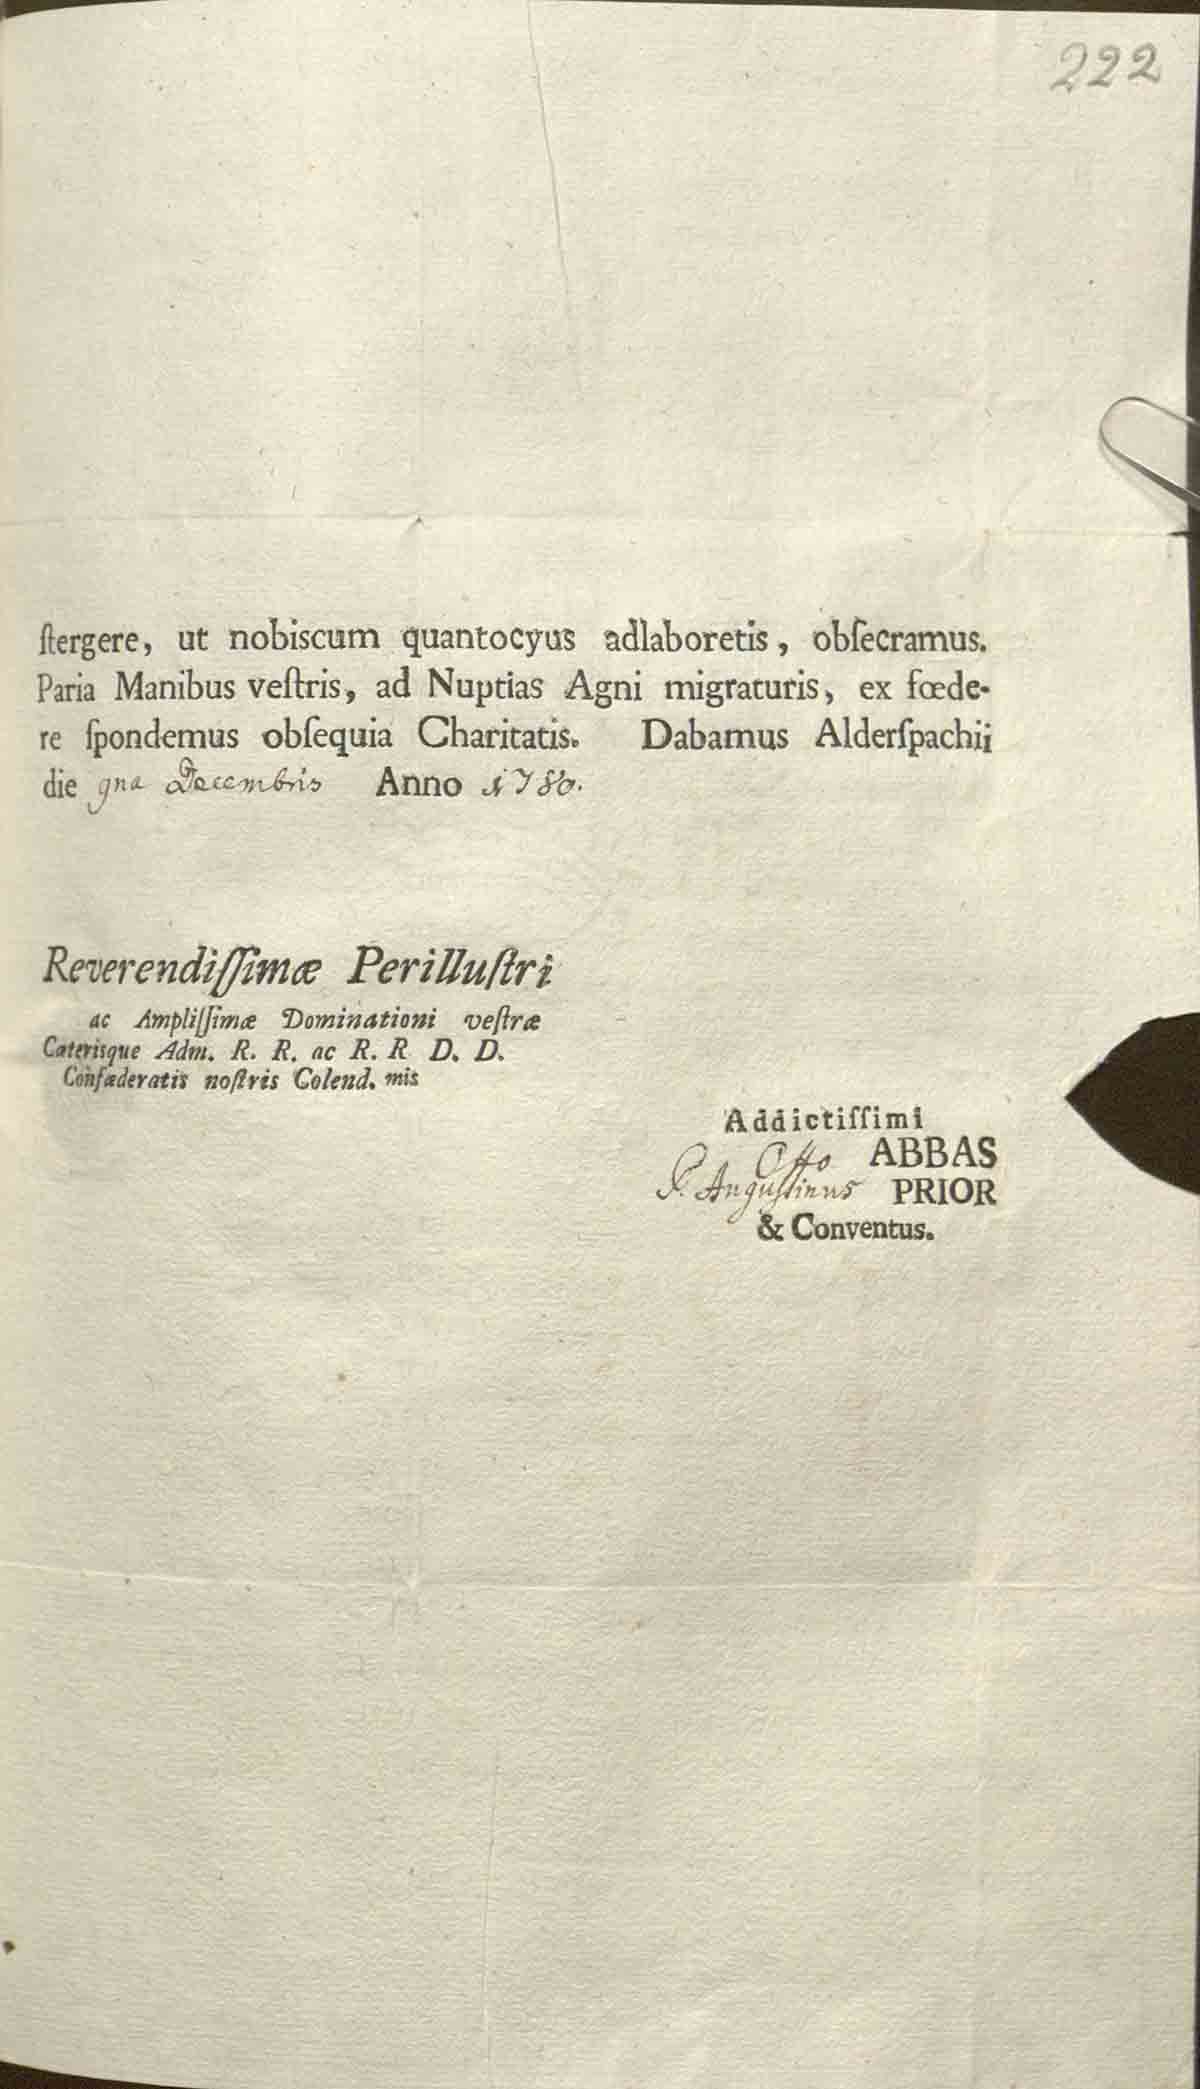 222
ſtergere, ut nobiscum quantocyus adlaboretis, obſecramus.
Paria Manibus veſtris, ad Nuptias Agni migraturis, ex fœde-
re ſpondemus obſequia Charitatis. Dabamus Alderſpachii
die 9na Decembris Anno 1780.
Reverendiſſimæ Perilluſtri
ac Ampliſſimæ Dominationi veſtræ
Cæterisque Adm. R. R. ac R. R D. D.
Confœderatis noſtris Colend. mis
Addictiſſimi
Otto ABBAS
P. Augustinus PRIOR
& Conventus.